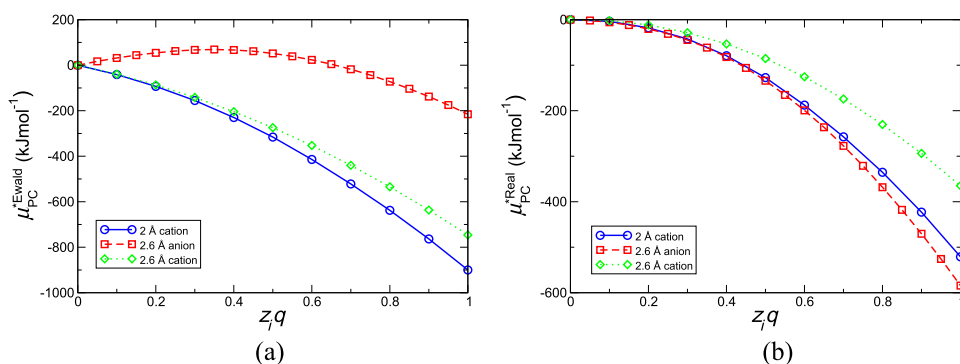 200
0
-200
-400
-600
-800
-1000
μ*Ewald PC (kJmol-1)
2 Å cation
2.6 Å anion
2.6 Å cation
0 0.2 0.4 0.6 0.8 1
ziq
(a)
0
-200
-400
-600
μ*Real PC (kJmol-1)
2 Å cation
2.6 Å anion
2.6 Å cation
0 0.2 0.4 0.6 0.8 1
ziq
(b)